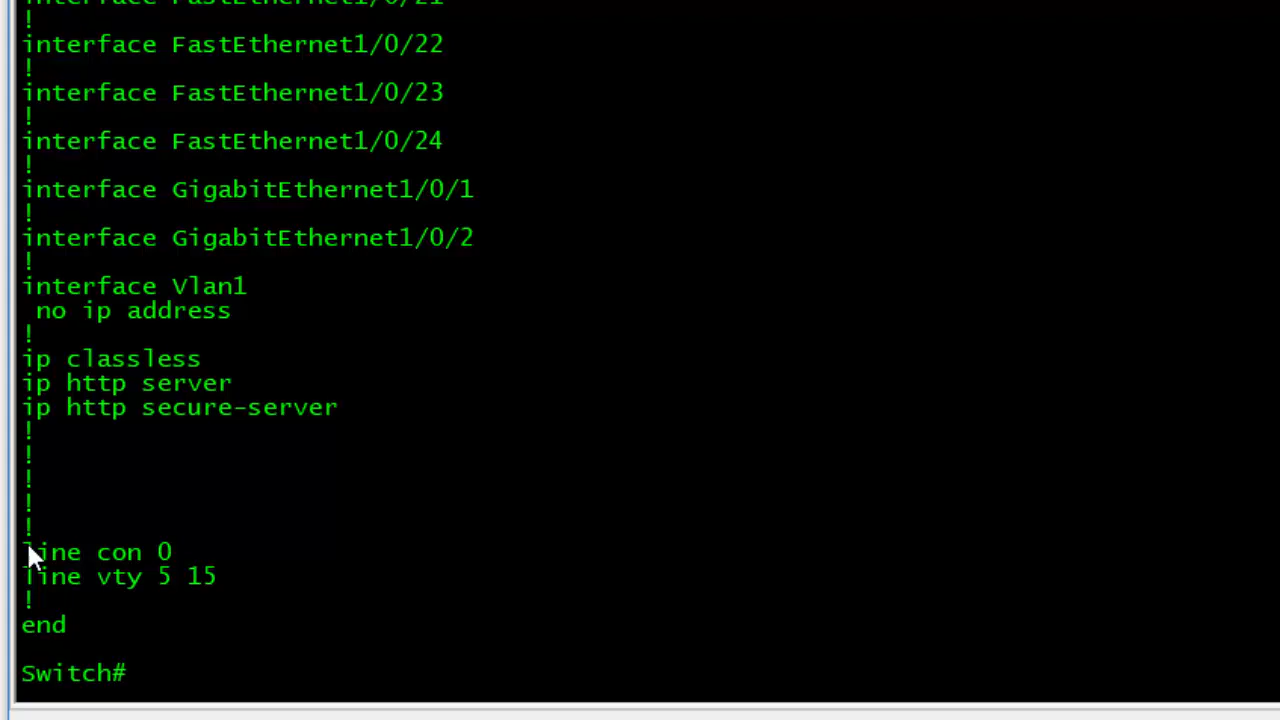 interface FastEthernet1/0/21
!
interface FastEthernet1/0/22
!
interface FastEthernet1/0/23
!
interface FastEthernet1/0/24
!
interface GigabitEthernet1/0/1
!
interface GigabitEthernet1/0/2
!
interface Vlan1
 no ip address
!
ip classless
ip http server
ip http secure-server
!
!
!
!
!
line con 0
line vty 5 15
!
end
Switch#